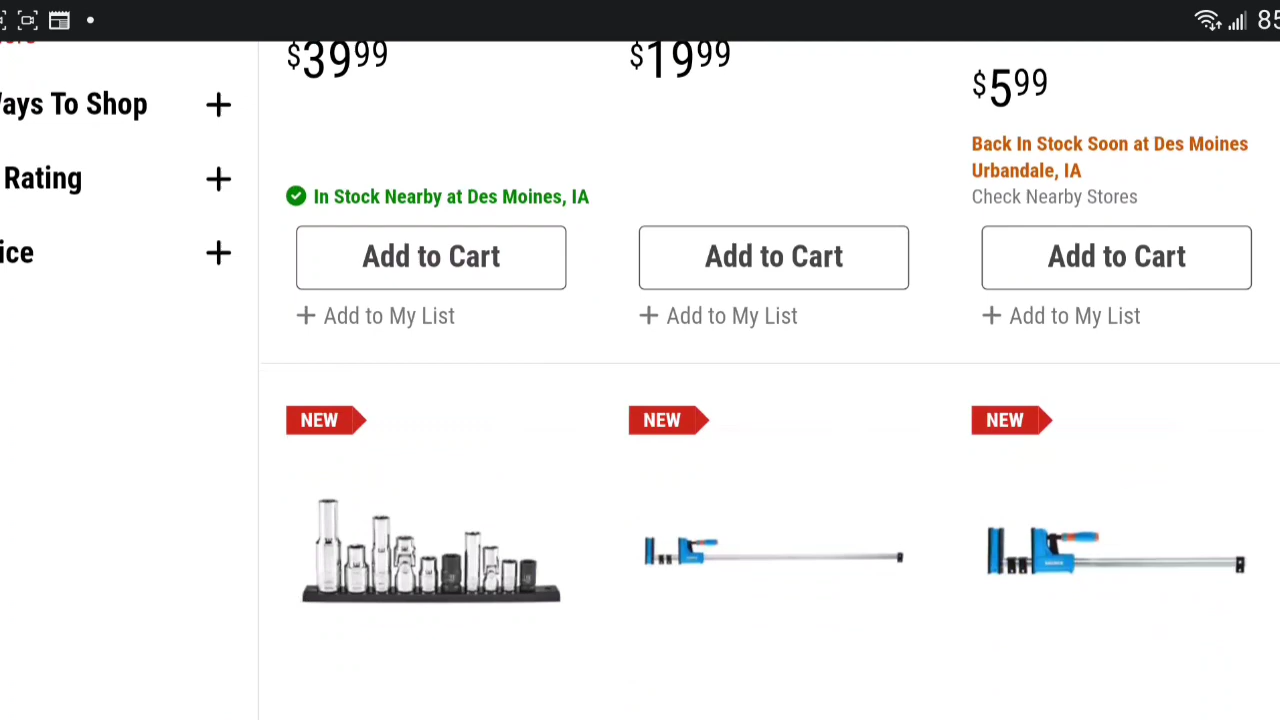 85
$39.99
$19.99
$5.99
ays To Shop +
Back In Stock Soon at Des Moines
Urbandale, IA
Rating +
In Stock Nearby at Des Moines, IA
Check Nearby Stores
ice +
Add to Cart
Add to Cart
Add to Cart
+ Add to My List
+ Add to My List
+ Add to My List
NEW
NEW
NEW